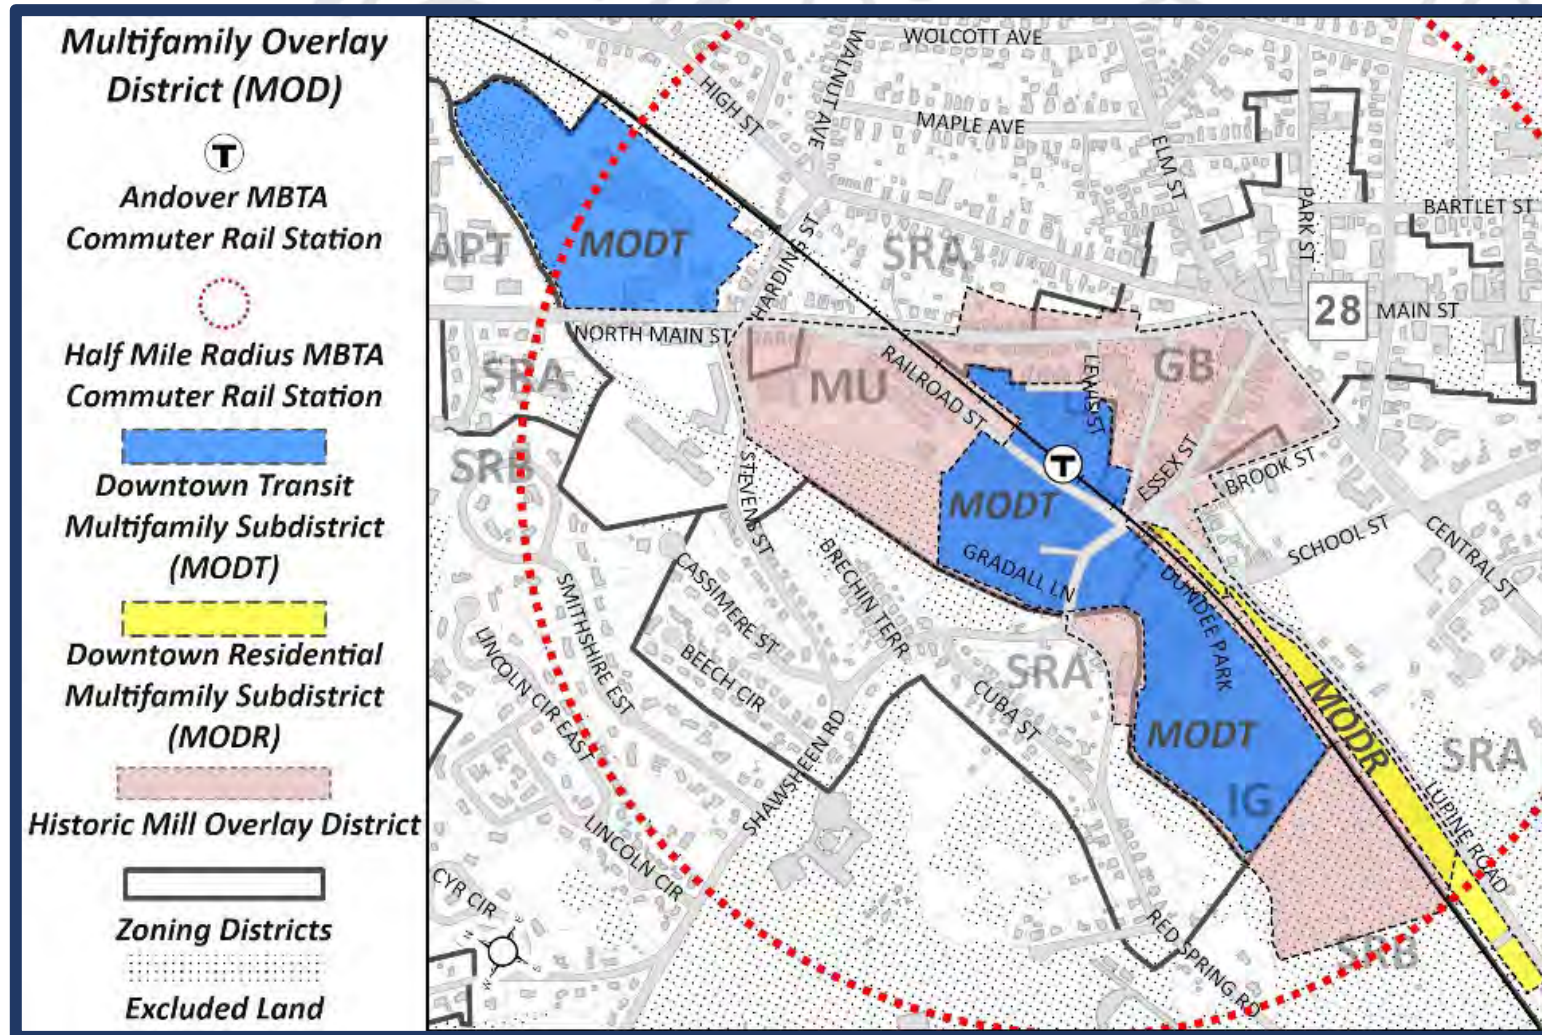 Multifamily Overlay
District (MOD)
T
Andover MBTA
Commuter Rail Station
Half Mile Radius MBTA
Commuter Rail Station
Downtown Transit
Multifamily Subdistrict
(MODT)
Downtown Residential
Multifamily Subdistrict
(MODR)
Historic Mill Overlay District
Zoning Districts
Excluded Land
WOLCOTT AVE
WALNUT AVE
HIGH ST
MAPLE AVE
ELM ST
PARK ST
BARTLET ST
APT
MODT
HARDING ST
SRA
28
MAIN ST
NORTH MAIN ST
SRA
MU
RAILROAD ST
LEWIS ST
GB
SRB
STEVENS ST
T
ESSEX ST
BROOK ST
MODT
SCHOOL ST
CENTRAL ST
GRADALL LN
DUNDEE PARK
CASSIMERE ST
BRECHIN TERR
SMITHSHIRE EST
LINCOLN CIR EAST
BEECH CIR
SRA
CUBA ST
MODT
MODR
SRA
SHAWSHEEN RD
IG
LUPINE ROAD
LINCOLN CIR
CYR CIR
RED SPRING RD
SRB